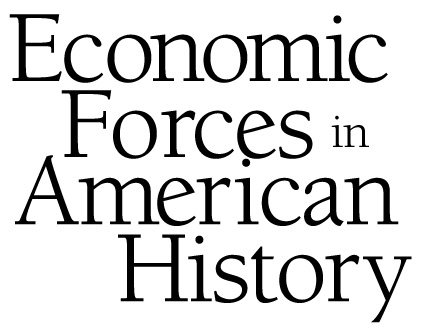 Economic
Forces in
American
History